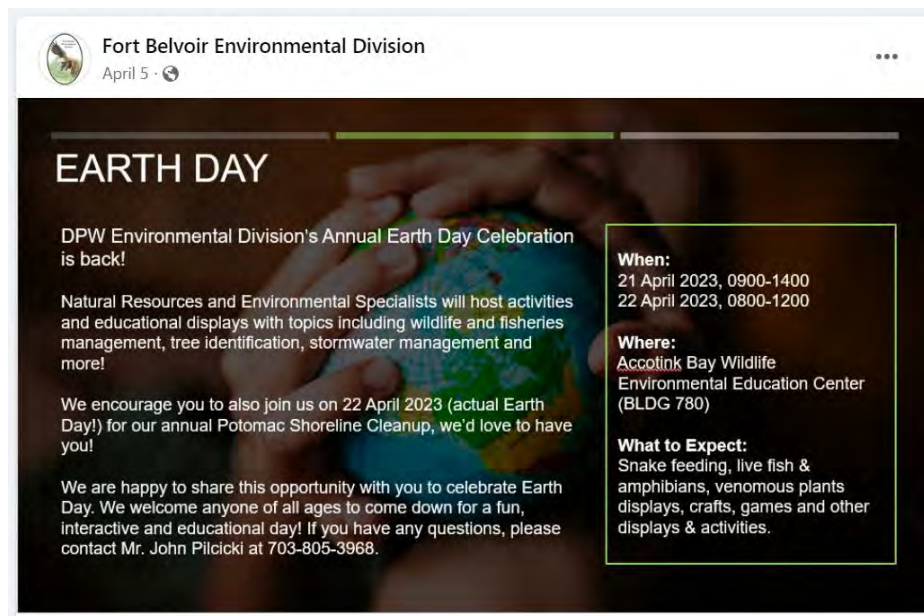 Fort Belvoir Environmental Division
April 5 ·
EARTH DAY
DPW Environmental Division's Annual Earth Day Celebration
is back!
Natural Resources and Environmental Specialists will host activities
and educational displays with topics including wildlife and fisheries
management, tree identification, stormwater management and
more!
We encourage you to also join us on 22 April 2023 (actual Earth
Day!) for our annual Potomac Shoreline Cleanup, we'd love to have
you!
We are happy to share this opportunity with you to celebrate Earth
Day. We welcome anyone of all ages to come down for a fun,
interactive and educational day! If you have any questions, please
contact Mr. John Pilcicki at 703-805-3968.
When:
21 April 2023, 0900-1400
22 April 2023, 0800-1200
Where:
Accotink Bay Wildlife
Environmental Education Center
(BLDG 780)
What to Expect:
Snake feeding, live fish &
amphibians, venomous plants
displays, crafts, games and other
displays & activities.